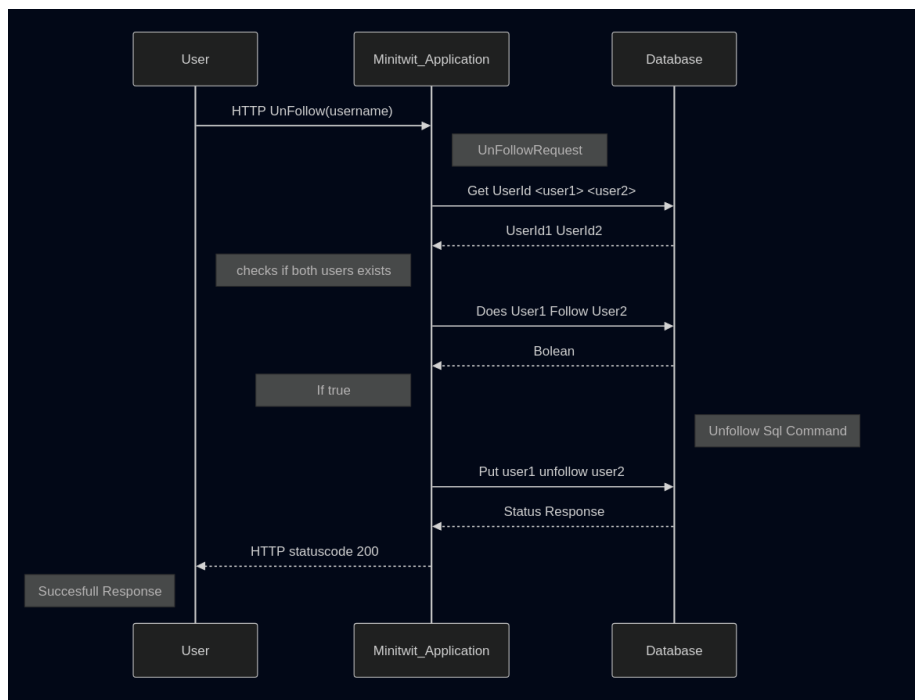 User
Minitwit_Application
Database
HTTP UnFollow(username)
UnFollowRequest
Get UserId <user1> <user2>
UserId1 UserId2
checks if both users exists
Does User1 Follow User2
Bolean
If true
Unfollow Sql Command
Put user1 unfollow user2
Status Response
HTTP statuscode 200
Succesfull Response
User
Minitwit_Application
Database